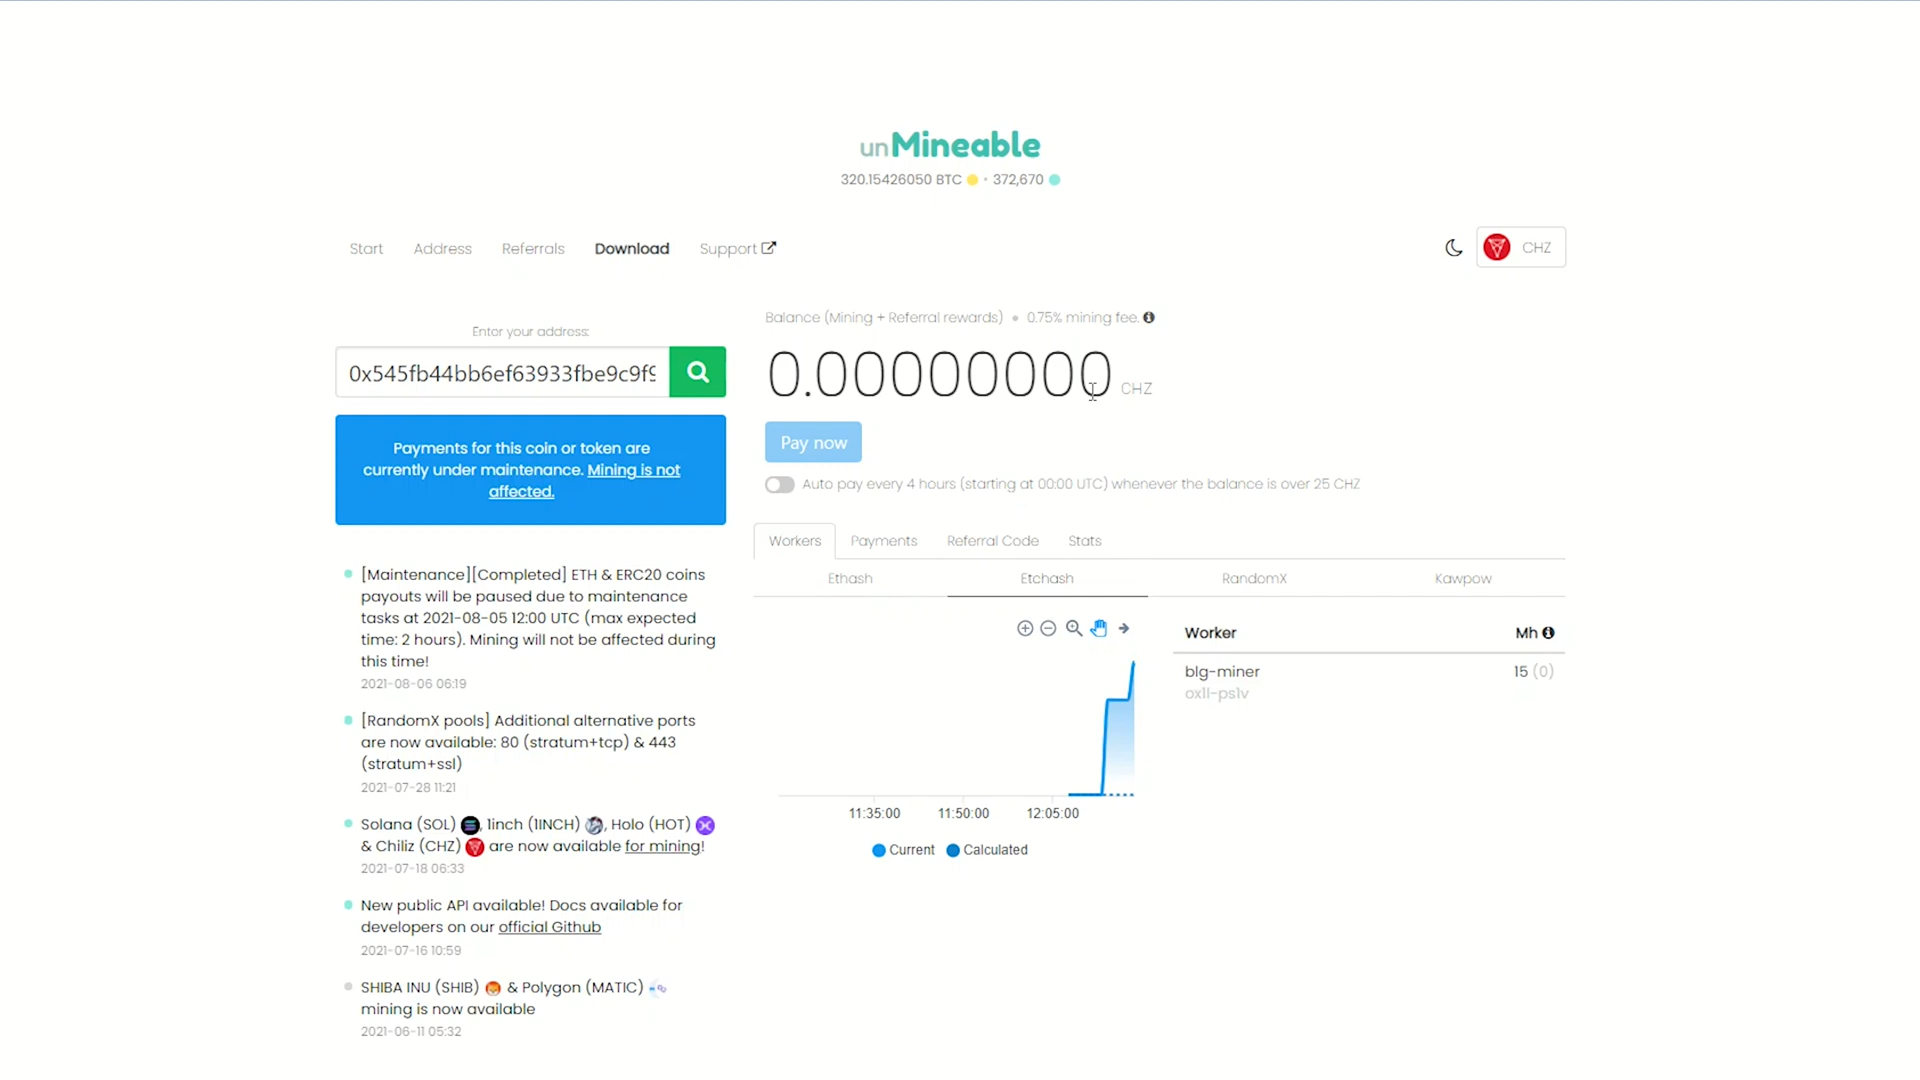 unMineable
320.15426050 BTC • 372,670
Start Address Referrals Download Support
CHZ
Enter your address:
0x545fb44bb6ef63933fbe9c9f9
Payments for this coin or token are
currently under maintenance. Mining is not
affected.
[Maintenance][Completed] ETH & ERC20 coins
payouts will be paused due to maintenance
tasks at 2021-08-05 12:00 UTC (max expected
time: 2 hours). Mining will not be affected during
this time!
2021-08-06 06:19
[RandomX pools] Additional alternative ports
are now available: 80 (stratum+tcp) & 443
(stratum+ssl)
2021-07-28 11:21
Solana (SOL) , 1inch (1INCH) , Holo (HOT)
& Chiliz (CHZ) are now available for mining!
2021-07-18 06:33
New public API available! Docs available for
developers on our official Github
2021-07-16 10:59
SHIBA INU (SHIB) & Polygon (MATIC)
mining is now available
2021-06-11 05:32
Balance (Mining + Referral rewards) • 0.75% mining fee.
0.00000000 CHZ
Pay now
Auto pay every 4 hours (starting at 00:00 UTC) whenever the balance is over 25 CHZ
Workers Payments Referral Code Stats
Ethash Etchash RandomX Kawpow
11:35:00 11:50:00 12:05:00
Current Calculated
Worker Mh
blg-miner 15 (0)
oxll-ps1v